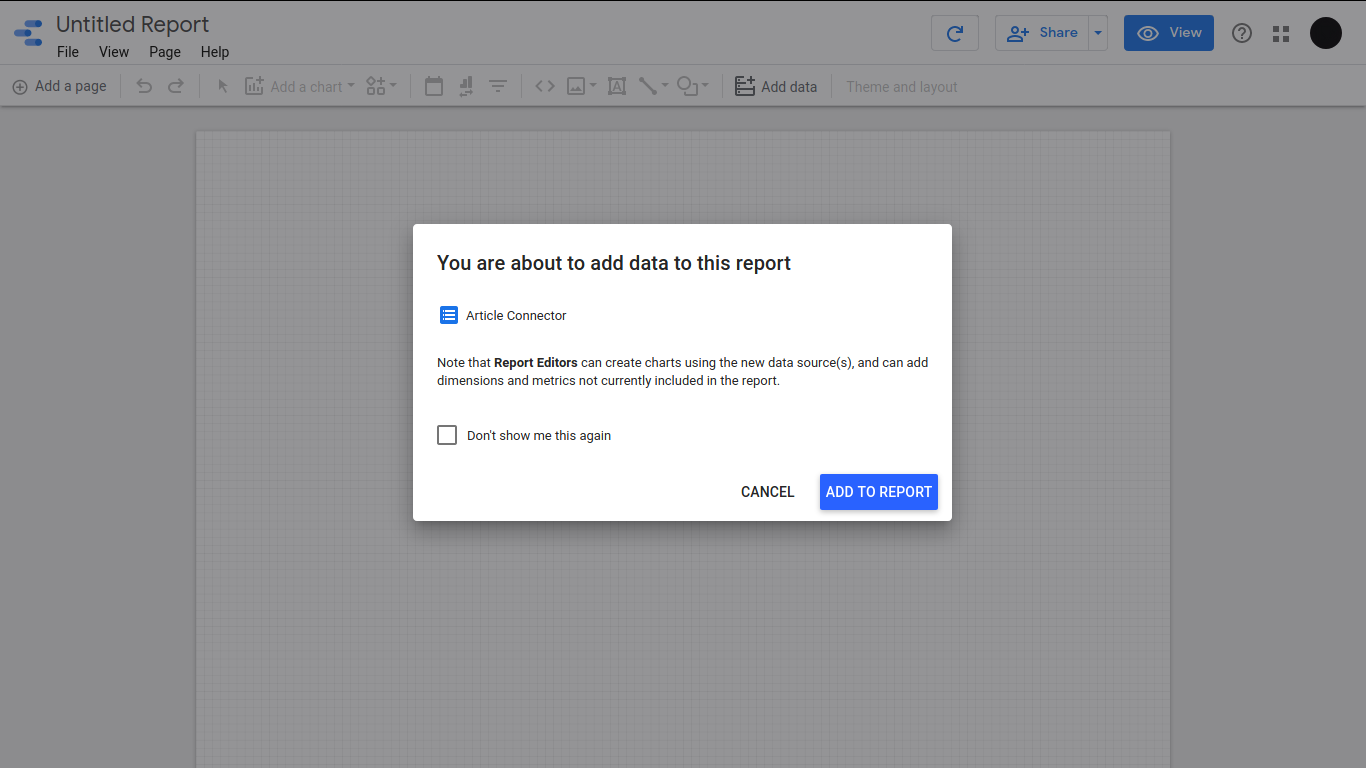 Untitled Report
File View Page Help
Share
View
Add a page
Add a chart
A
Add data
Theme and layout
You are about to add data to this report
Article Connector
Note that Report Editors can create charts using the new data source(s), and can add
dimensions and metrics not currently included in the report.
Don't show me this again
CANCEL
ADD TO REPORT